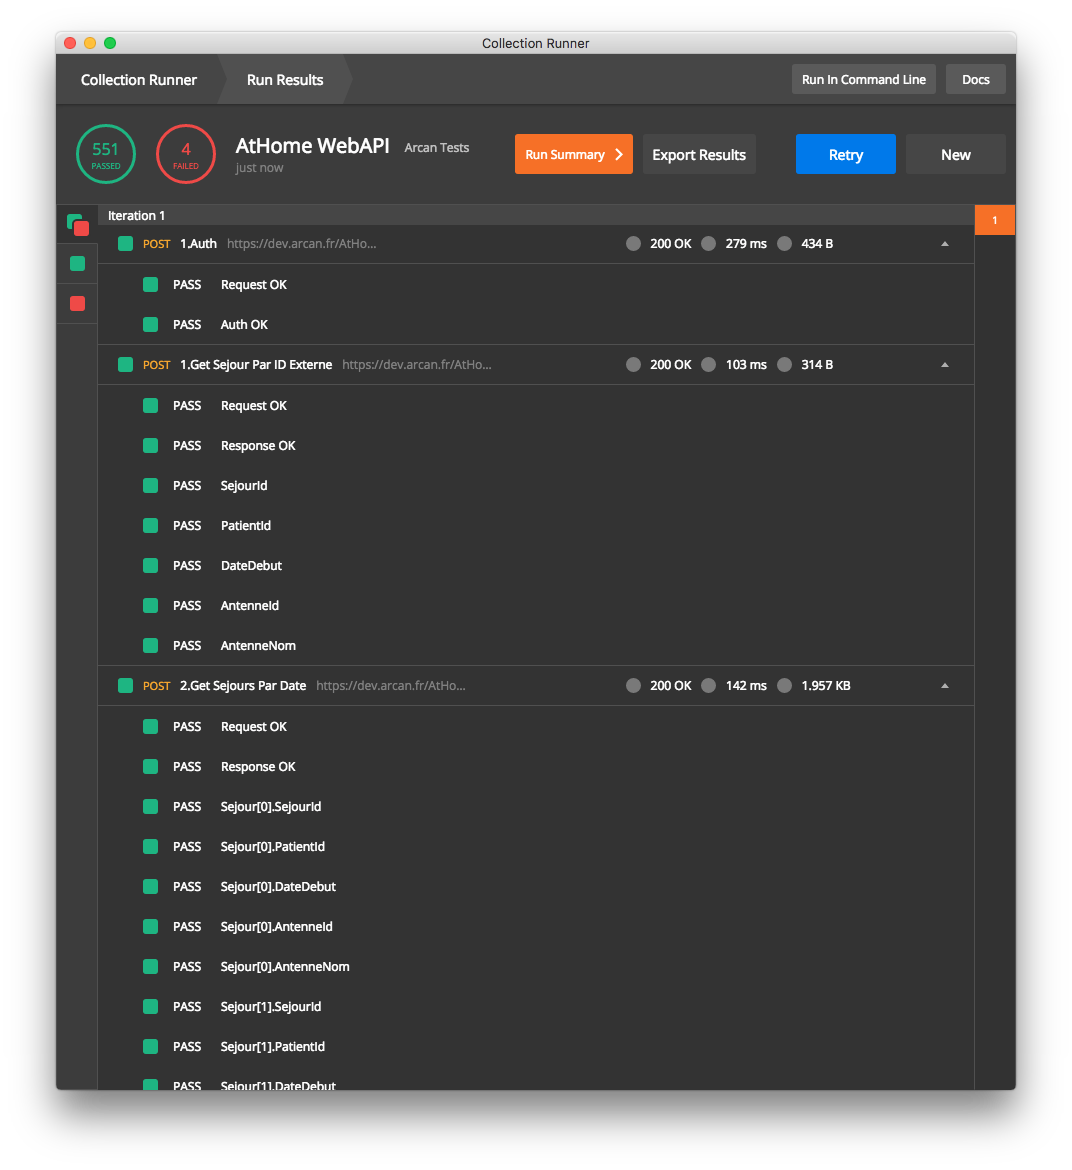 Collection Runner
Collection Runner Run Results Run In Command Line Docs
551 PASSED 4 FAILED AtHome WebAPI Arcan Tests Run Summary Export Results Retry New
just now
Iteration 1 1
POST 1.Auth https://dev.arcan.fr/AtHo... 200 OK 279 ms 434 B
PASS Request OK
PASS Auth OK
POST 1.Get Sejour Par ID Externe https://dev.arcan.fr/AtHo... 200 OK 103 ms 314 B
PASS Request OK
PASS Response OK
PASS SejourId
PASS PatientId
PASS DateDebut
PASS AntenneId
PASS AntenneNom
POST 2.Get Sejours Par Date https://dev.arcan.fr/AtHo... 200 OK 142 ms 1.957 KB
PASS Request OK
PASS Response OK
PASS Sejour[0].SejourId
PASS Sejour[0].PatientId
PASS Sejour[0].DateDebut
PASS Sejour[0].AntenneId
PASS Sejour[0].AntenneNom
PASS Sejour[1].SejourId
PASS Sejour[1].PatientId
PASS Sejour[1].DateDebut